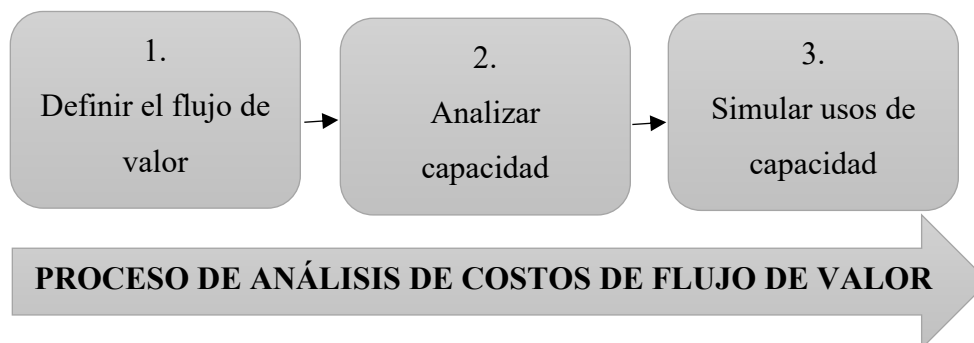 1.
Definir el flujo de
valor
2.
Analizar
capacidad
3.
Simular usos de
capacidad
PROCESO DE ANÁLISIS DE COSTOS DE FLUJO DE VALOR